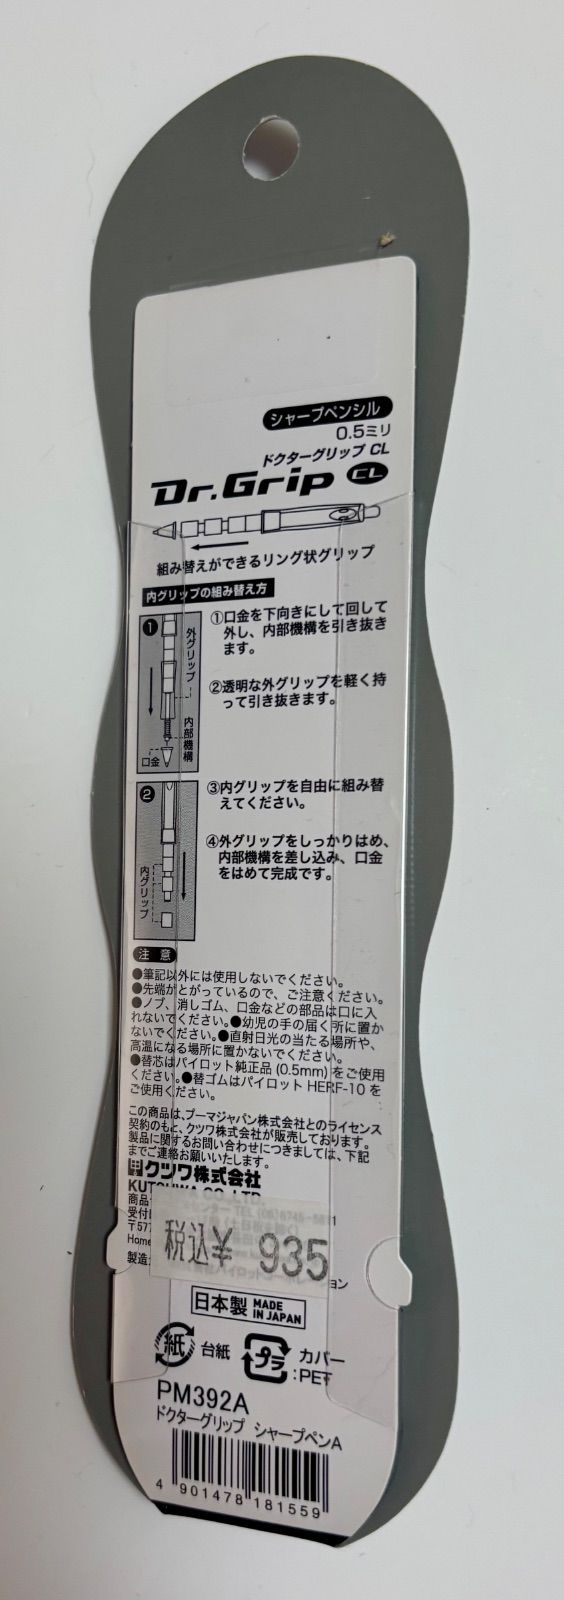 シャープペンシル
0.5ミリ
ドクターグリップ CL
Dr.Grip CL
組み替えができるリング状グリップ
内グリップの組み替え方
1
外グリップ
内部機構
口金
①口金を下向きにして回して
外し、内部機構を引き抜き
ます。
②透明な外グリップを軽く持
って引き抜きます。
2
内グリップ
③内グリップを自由に組み替
えてください。
④外グリップをしっかりはめ、
内部機構を差し込み、口金
をはめて完成です。
注意
●筆記以外には使用しないでください。
●先端がとがっているので、ご注意ください。
●ノブ、消しゴム、口金などの部品は口に入
れないでください。●幼児の手の届く所に置か
ないでください。●直射日光の当たる場所や、
高温になる場所に置かないでください。
●替芯はパイロット純正品(0.5mm)をご使用
ください。●替ゴムはパイロット HERF-10 を
ご使用ください。
この商品は、プーマジャパン株式会社とのライセンス
契約のもと、クツワ株式会社が販売しております。
製品に関するお問い合わせにつきましては、下記
までご連絡お願いいたします。
クツワ株式会社
KUTSUWA CO.,LTD.
商品
受付
〒577
Home
製造
税込¥ 935
日本製 MADE IN JAPAN
紙 台紙
プラ カバー
:PET
PM392A
ドクターグリップ シャープペンA
4 901478 181559